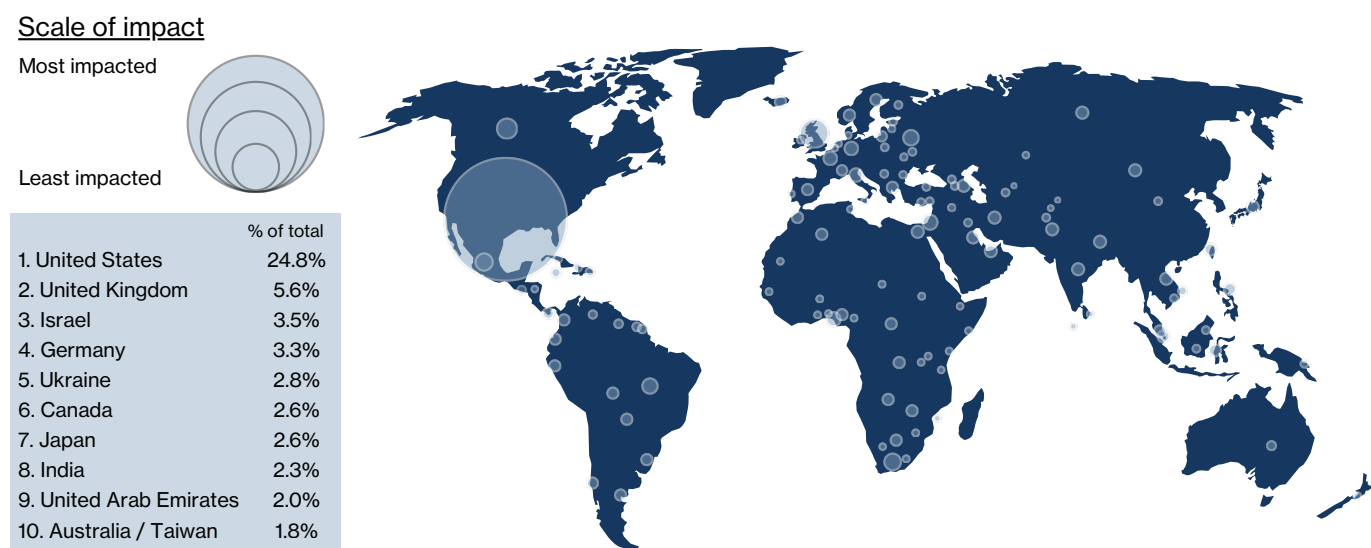 Scale of impact
Most impacted
Least impacted
% of total
1. United States 24.8%
2. United Kingdom 5.6%
3. Israel 3.5%
4. Germany 3.3%
5. Ukraine 2.8%
6. Canada 2.6%
7. Japan 2.6%
8. India 2.3%
9. United Arab Emirates 2.0%
10. Australia / Taiwan 1.8%